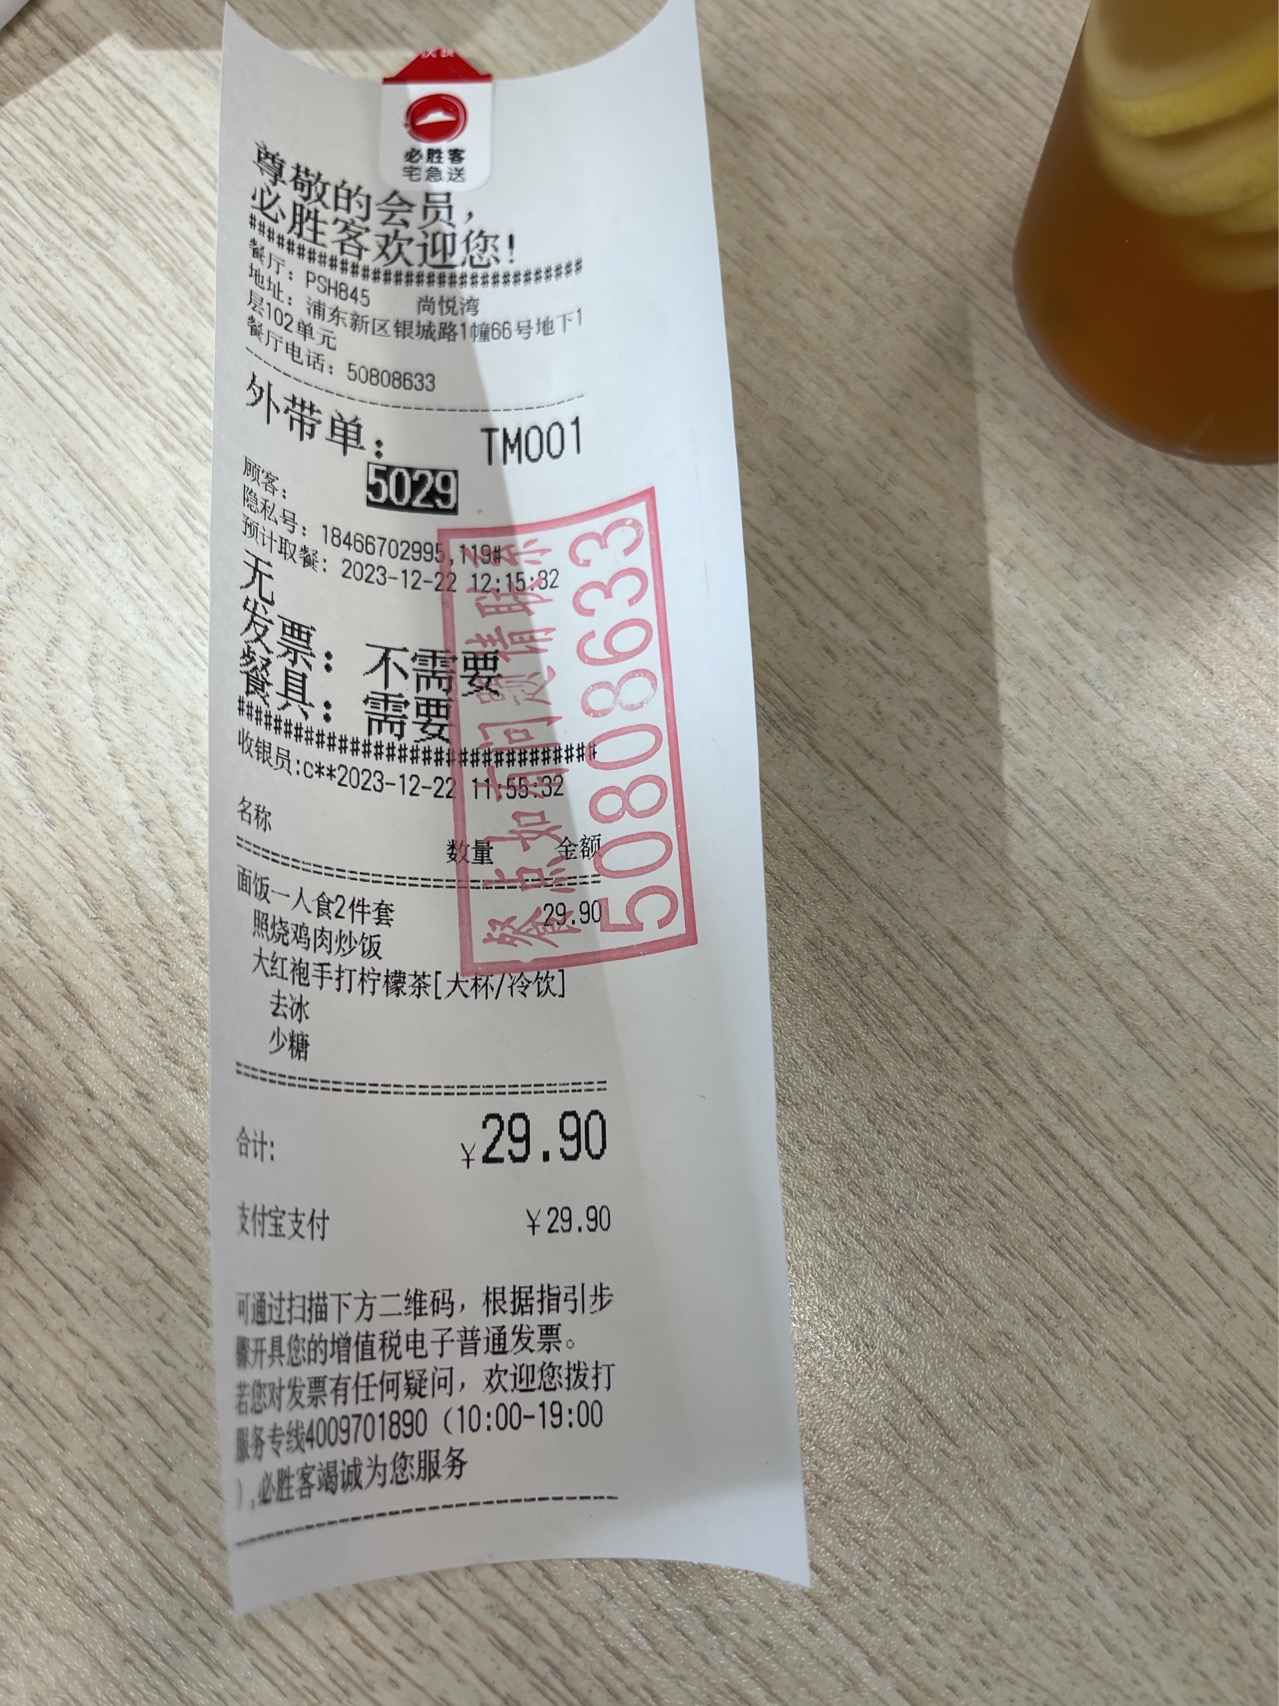 必胜客
宅急送
尊敬的会员，
必胜客欢迎您!
######################################
餐厅: PSH845 尚悦湾
地址: 浦东新区银城路1幢66号地下1
层102单元
餐厅电话: 50808633
外带单: TM001
5029
顾客:
隐私号: 18466702995,119#
预计取餐: 2023-12-22 12:15:32
无
发票: 不需要
餐具: 需要
######################################
收银员:c**2023-12-22 11:55:32
名称 数量 金额
面饭一人食2件套 29.90
照烧鸡肉炒饭
大红袍手打柠檬茶[大杯/冷饮]
去冰
少糖
合计: ¥29.90
支付宝支付 ¥29.90
可通过扫描下方二维码，根据指引步
骤开具您的增值税电子普通发票。
若您对发票有任何疑问，欢迎您拨打
服务专线4009701890（10:00-19:00
）,必胜客竭诚为您服务
餐点如有问题请联系
50808633